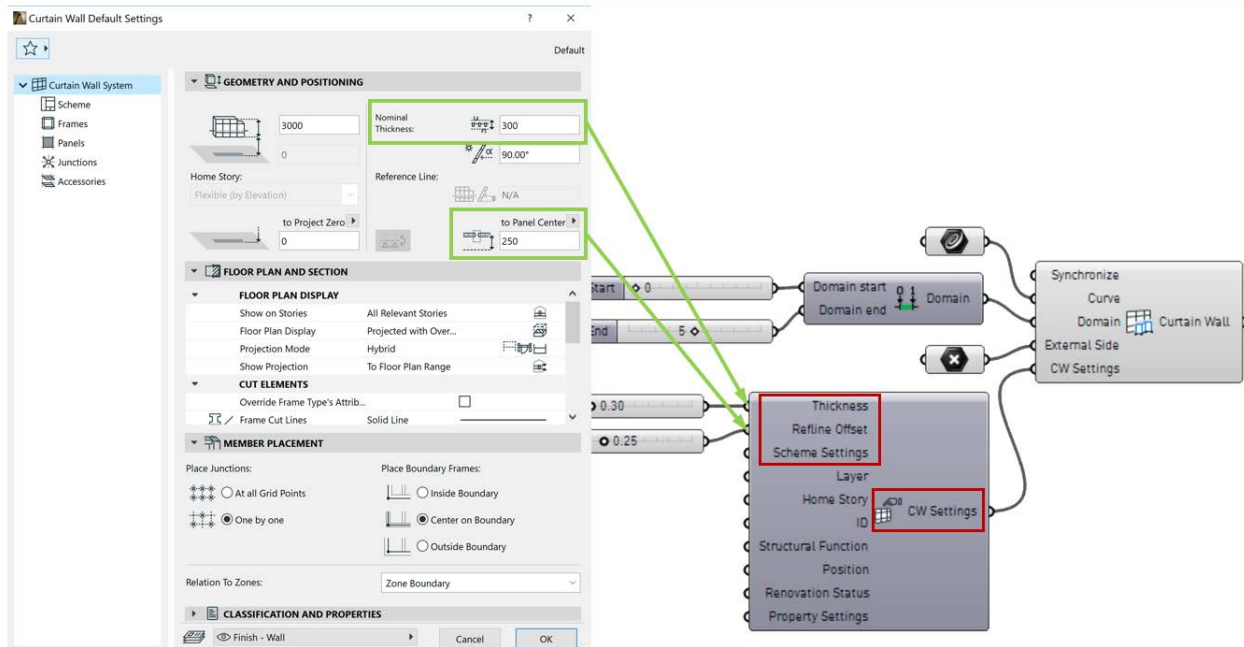 Curtain Wall Default Settings
?
Default
Curtain Wall System
Scheme
Frames
Panels
Junctions
Accessories
GEOMETRY AND POSITIONING
3000
0
Nominal
Thickness:
300
α
90.00°
Home Story:
Flexible (by Elevation)
Reference Line:
N/A
to Project Zero
0
to Panel Center
250
FLOOR PLAN AND SECTION
FLOOR PLAN DISPLAY
Show on Stories All Relevant Stories
Floor Plan Display Projected with Over...
Projection Mode Hybrid
Show Projection To Floor Plan Range
CUT ELEMENTS
Override Frame Type's Attrib...
Frame Cut Lines Solid Line
MEMBER PLACEMENT
Place Junctions:
At all Grid Points
One by one
Place Boundary Frames:
Inside Boundary
Center on Boundary
Outside Boundary
Relation To Zones: Zone Boundary
CLASSIFICATION AND PROPERTIES
Finish - Wall
Cancel
OK
Start 0
End 5
Domain start
Domain end
0 1
Domain
0.30
0.25
Synchronize
Curve
Domain
External Side
CW Settings
Curtain Wall
Thickness
Refline Offset
Scheme Settings
Layer
Home Story
ID
Structural Function
Position
Renovation Status
Property Settings
CW Settings